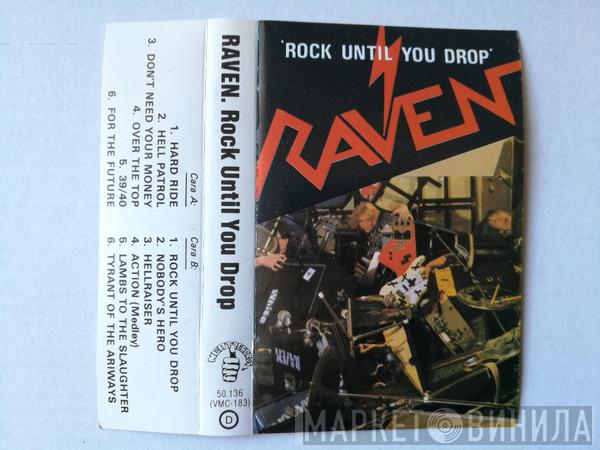 'ROCK UNTIL YOU DROP'
RAVEN
RAVEN. Rock Until You Drop
50.136
(VMC-183)
D
Cara A:
1. HARD RIDE
2. HELL PATROL
3. DON'T NEED YOUR MONEY
4. OVER THE TOP
5. 39/40
6. FOR THE FUTURE
Cara B:
1. ROCK UNTIL YOU DROP
2. NOBODY'S HERO
3. HELLRAISER
4. ACTION (Medley)
5. LAMBS TO THE SLAUGHTER
6. TYRANT OF THE ARIWAYS
МАРКЕТ ВИНИЛА